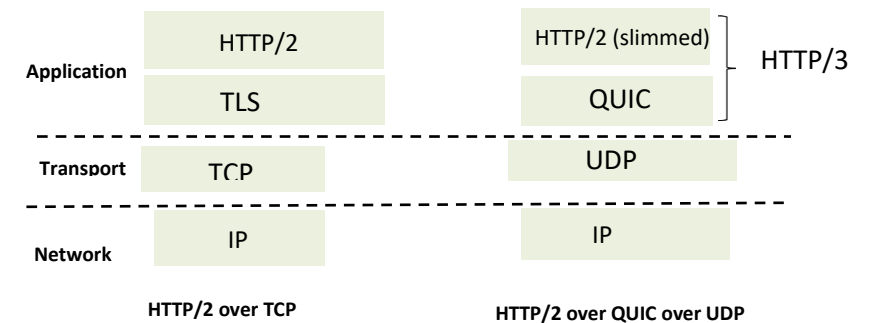 HTTP/2
HTTP/2 (slimmed)
HTTP/3
Application
TLS
QUIC
Transport
TCP
UDP
Network
IP
IP
HTTP/2 over TCP
HTTP/2 over QUIC over UDP